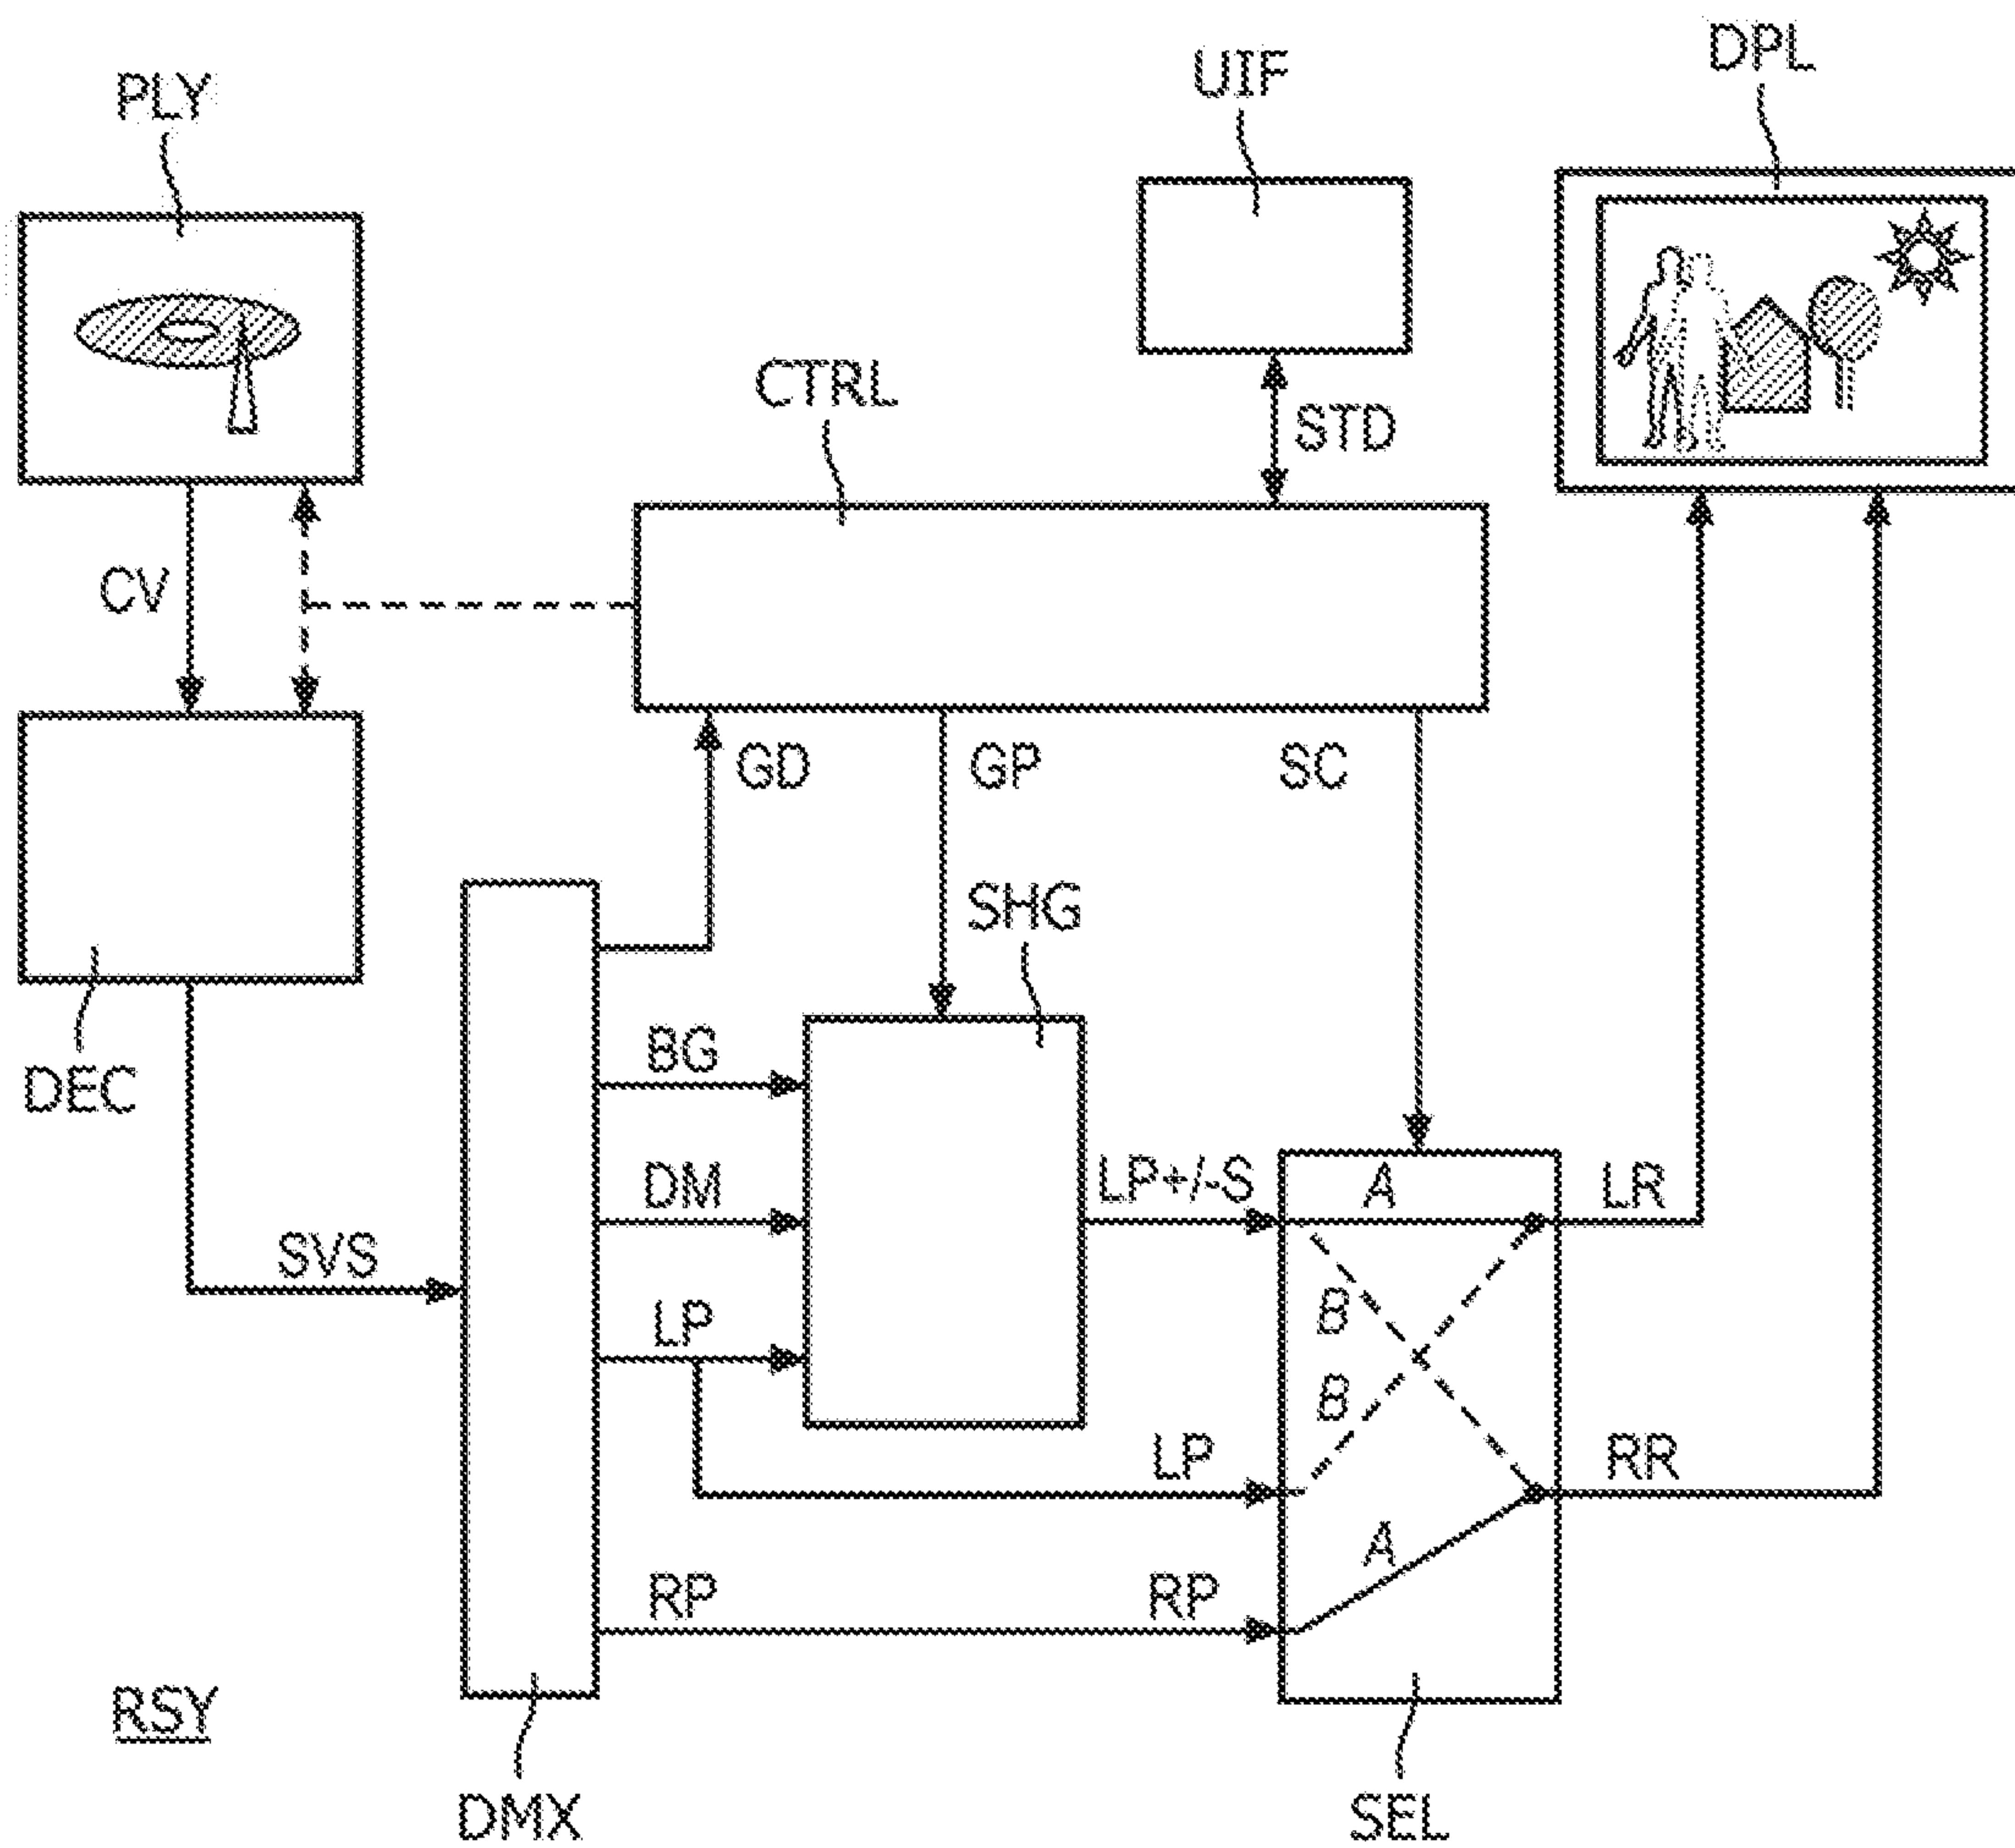 DPL
UIF
PLY
CTRL
STD
CV
GD
GP
SC
SHG
BG
DEC
DM
LP+/-S
A
LR
SVS
B
LP
B
LP
RR
A
RP
RP
RSY
DMX
SEL